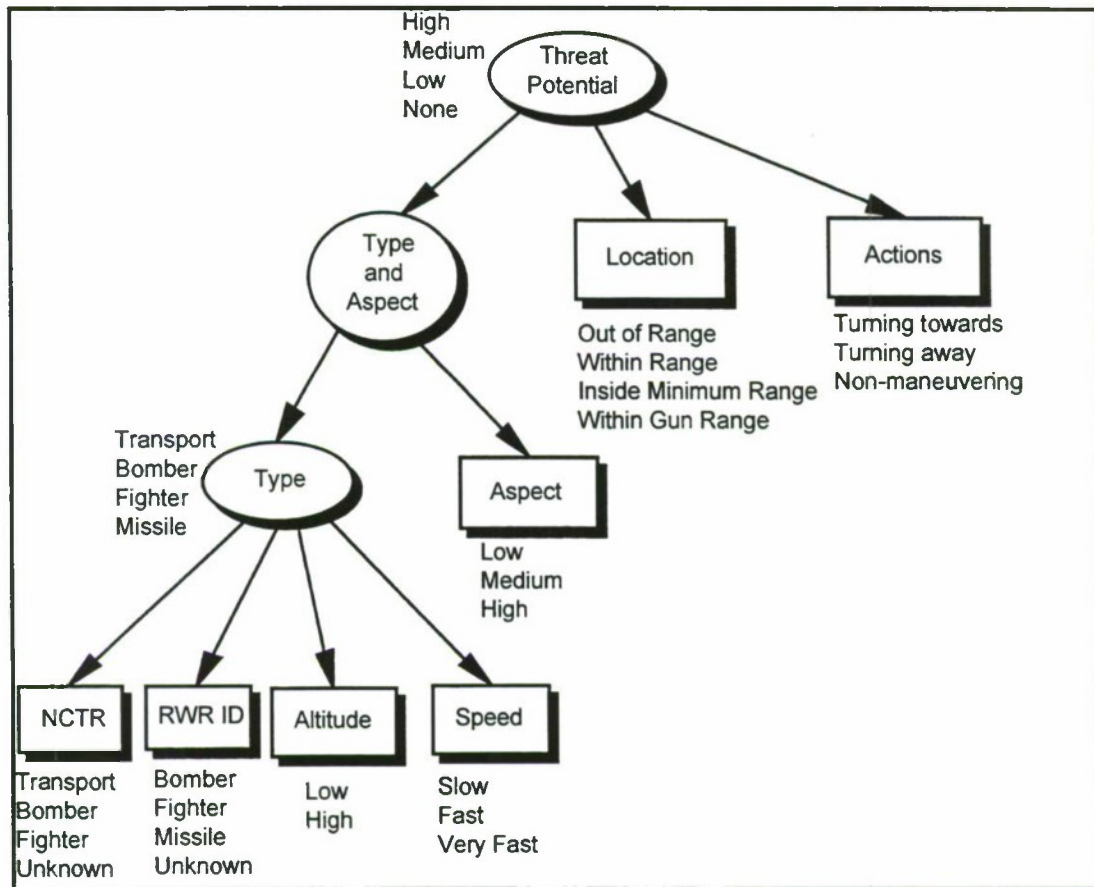 High
Medium
Low
None
Threat
Potential
Type
and
Aspect
Location
Actions
Out of Range
Within Range
Inside Minimum Range
Within Gun Range
Turning towards
Turning away
Non-maneuvering
Transport
Bomber
Fighter
Missile
Type
Aspect
Low
Medium
High
NCTR
RWR ID
Altitude
Speed
Transport
Bomber
Fighter
Unknown
Bomber
Fighter
Missile
Unknown
Low
High
Slow
Fast
Very Fast